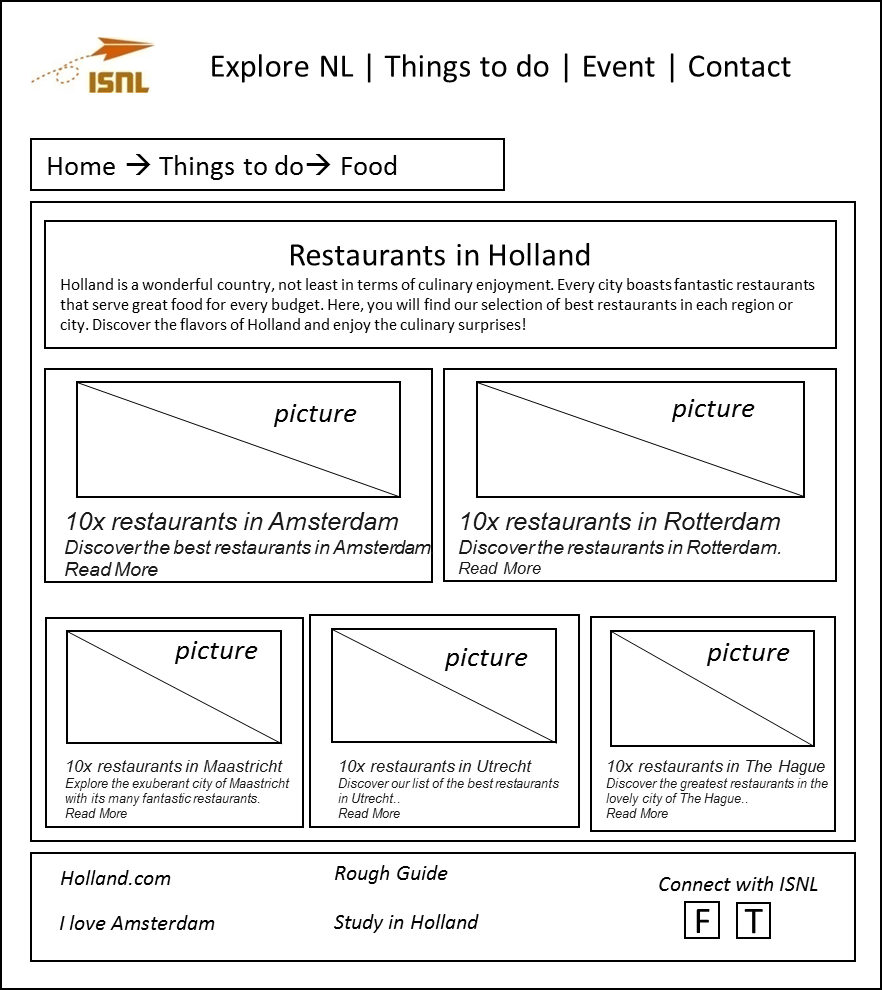 ISNL
Explore NL | Things to do | Event | Contact
Home → Things to do→ Food
Restaurants in Holland
Holland is a wonderful country, not least in terms of culinary enjoyment. Every city boasts fantastic restaurants
that serve great food for every budget. Here, you will find our selection of best restaurants in each region or
city. Discover the flavors of Holland and enjoy the culinary surprises!
picture
10x restaurants in Amsterdam
Discover the best restaurants in Amsterdam
Read More
picture
10x restaurants in Rotterdam
Discover the restaurants in Rotterdam.
Read More
picture
10x restaurants in Maastricht
Explore the exuberant city of Maastricht
with its many fantastic restaurants.
Read More
picture
10x restaurants in Utrecht
Discover our list of the best restaurants
in Utrecht..
Read More
picture
10x restaurants in The Hague
Discover the greatest restaurants in the
lovely city of The Hague..
Read More
Holland.com
I love Amsterdam
Rough Guide
Study in Holland
Connect with ISNL
F T